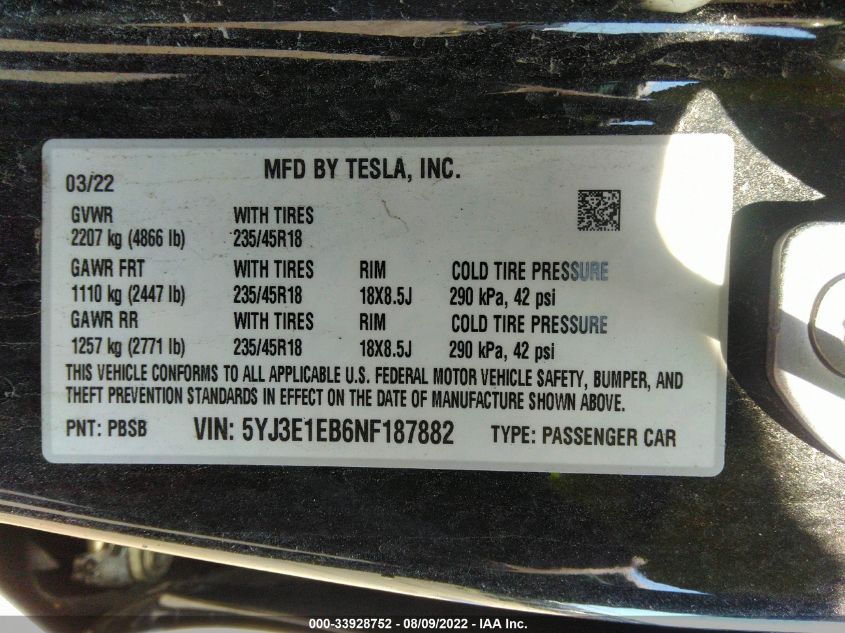 MFD BY TESLA, INC.
03/22
GVWR WITH TIRES
2207 kg (4866 lb) 235/45R18
GAWR FRT WITH TIRES RIM COLD TIRE PRESSURE
1110 kg (2447 lb) 235/45R18 18X8.5J 290 kPa, 42 psi
GAWR RR WITH TIRES RIM COLD TIRE PRESSURE
1257 kg (2771 lb) 235/45R18 18X8.5J 290 kPa, 42 psi
THIS VEHICLE CONFORMS TO ALL APPLICABLE U.S. FEDERAL MOTOR VEHICLE SAFETY, BUMPER, AND
THEFT PREVENTION STANDARDS IN EFFECT ON THE DATE OF MANUFACTURE SHOWN ABOVE.
PNT: PBSB VIN: 5YJ3E1EB6NF187882 TYPE: PASSENGER CAR
000-33928752 - 08/09/2022 - IAA Inc.